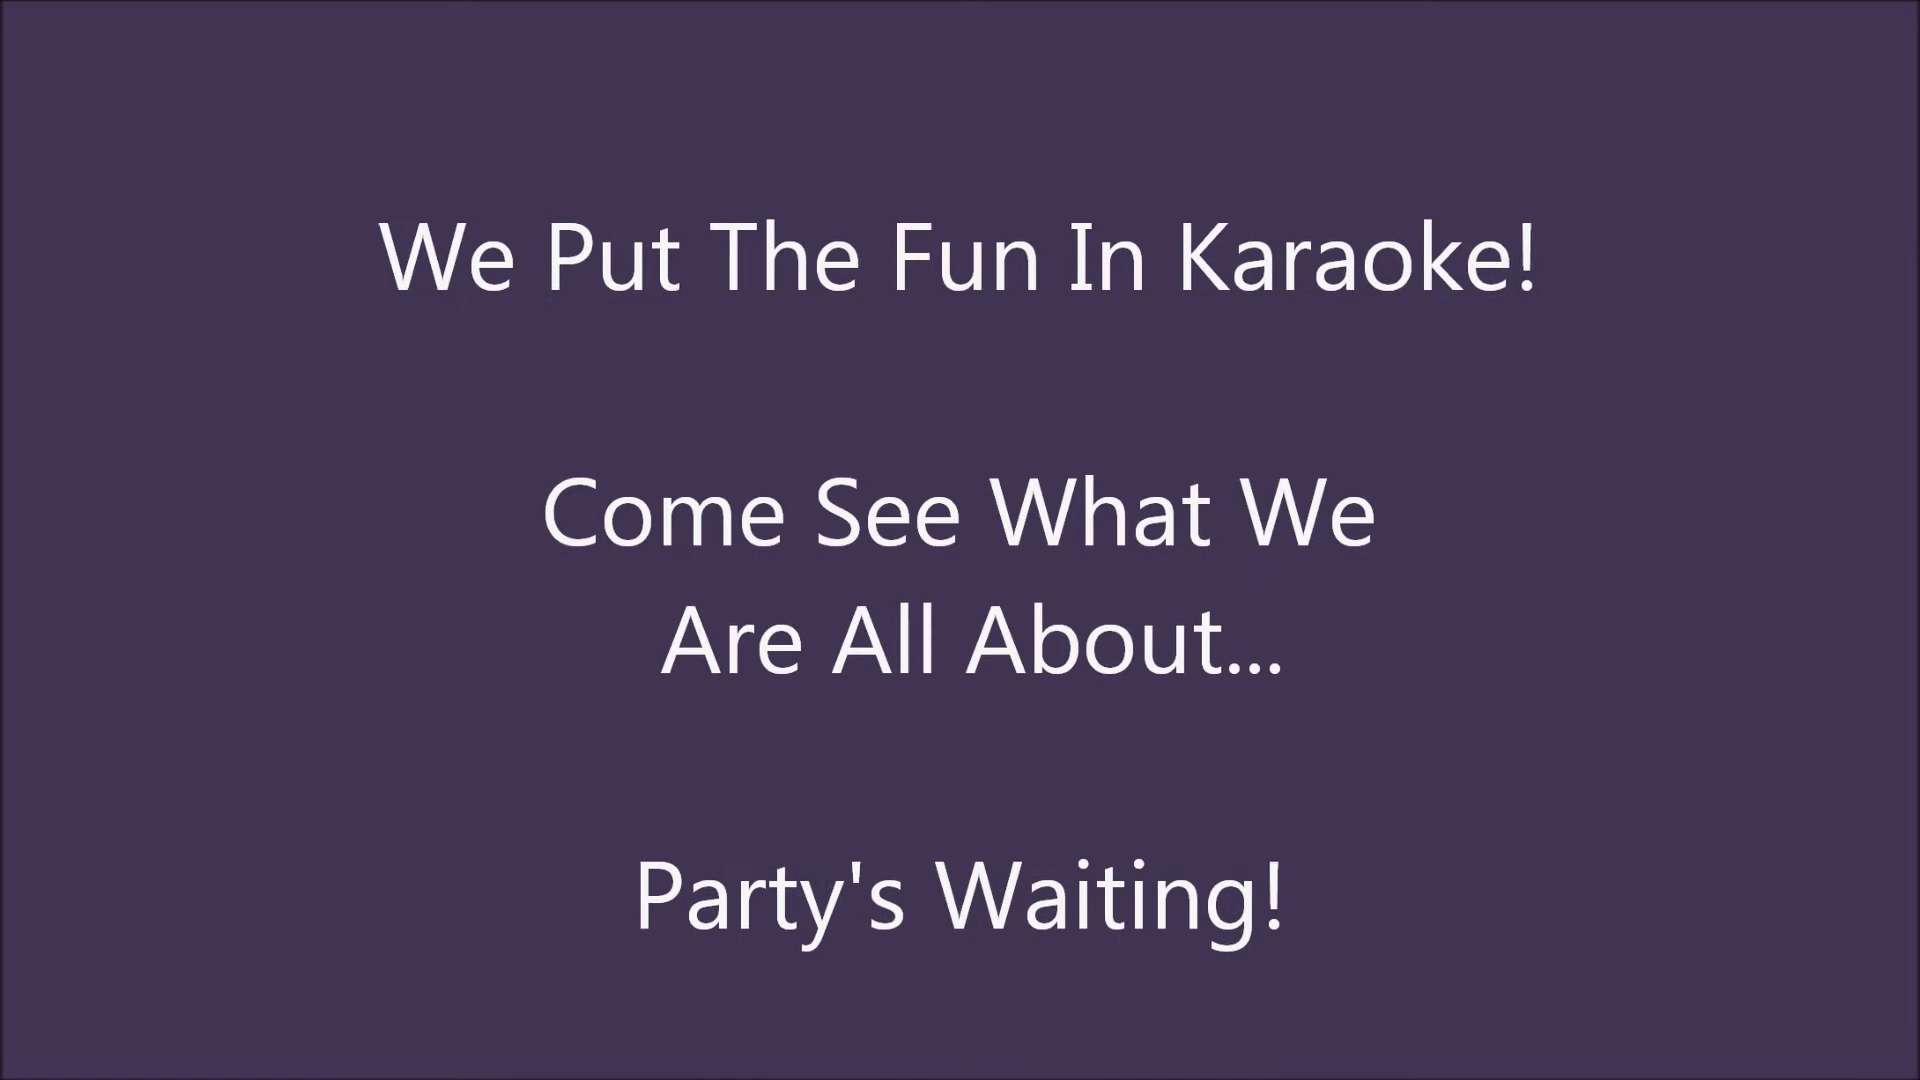 We Put The Fun In Karaoke!
Come See What We
Are All About...
Party's Waiting!